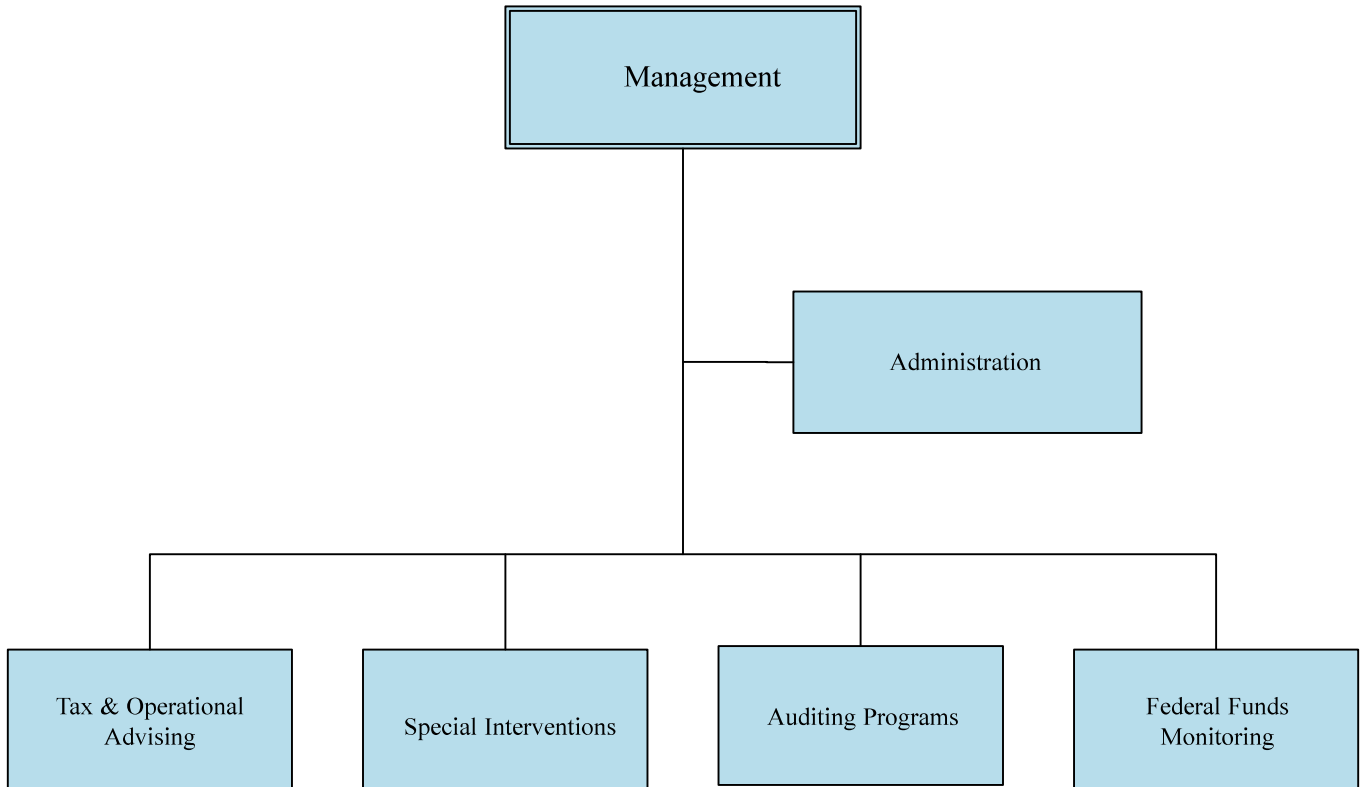 Management
Administration
Tax & Operational
Advising
Special Interventions
Auditing Programs
Federal Funds
Monitoring